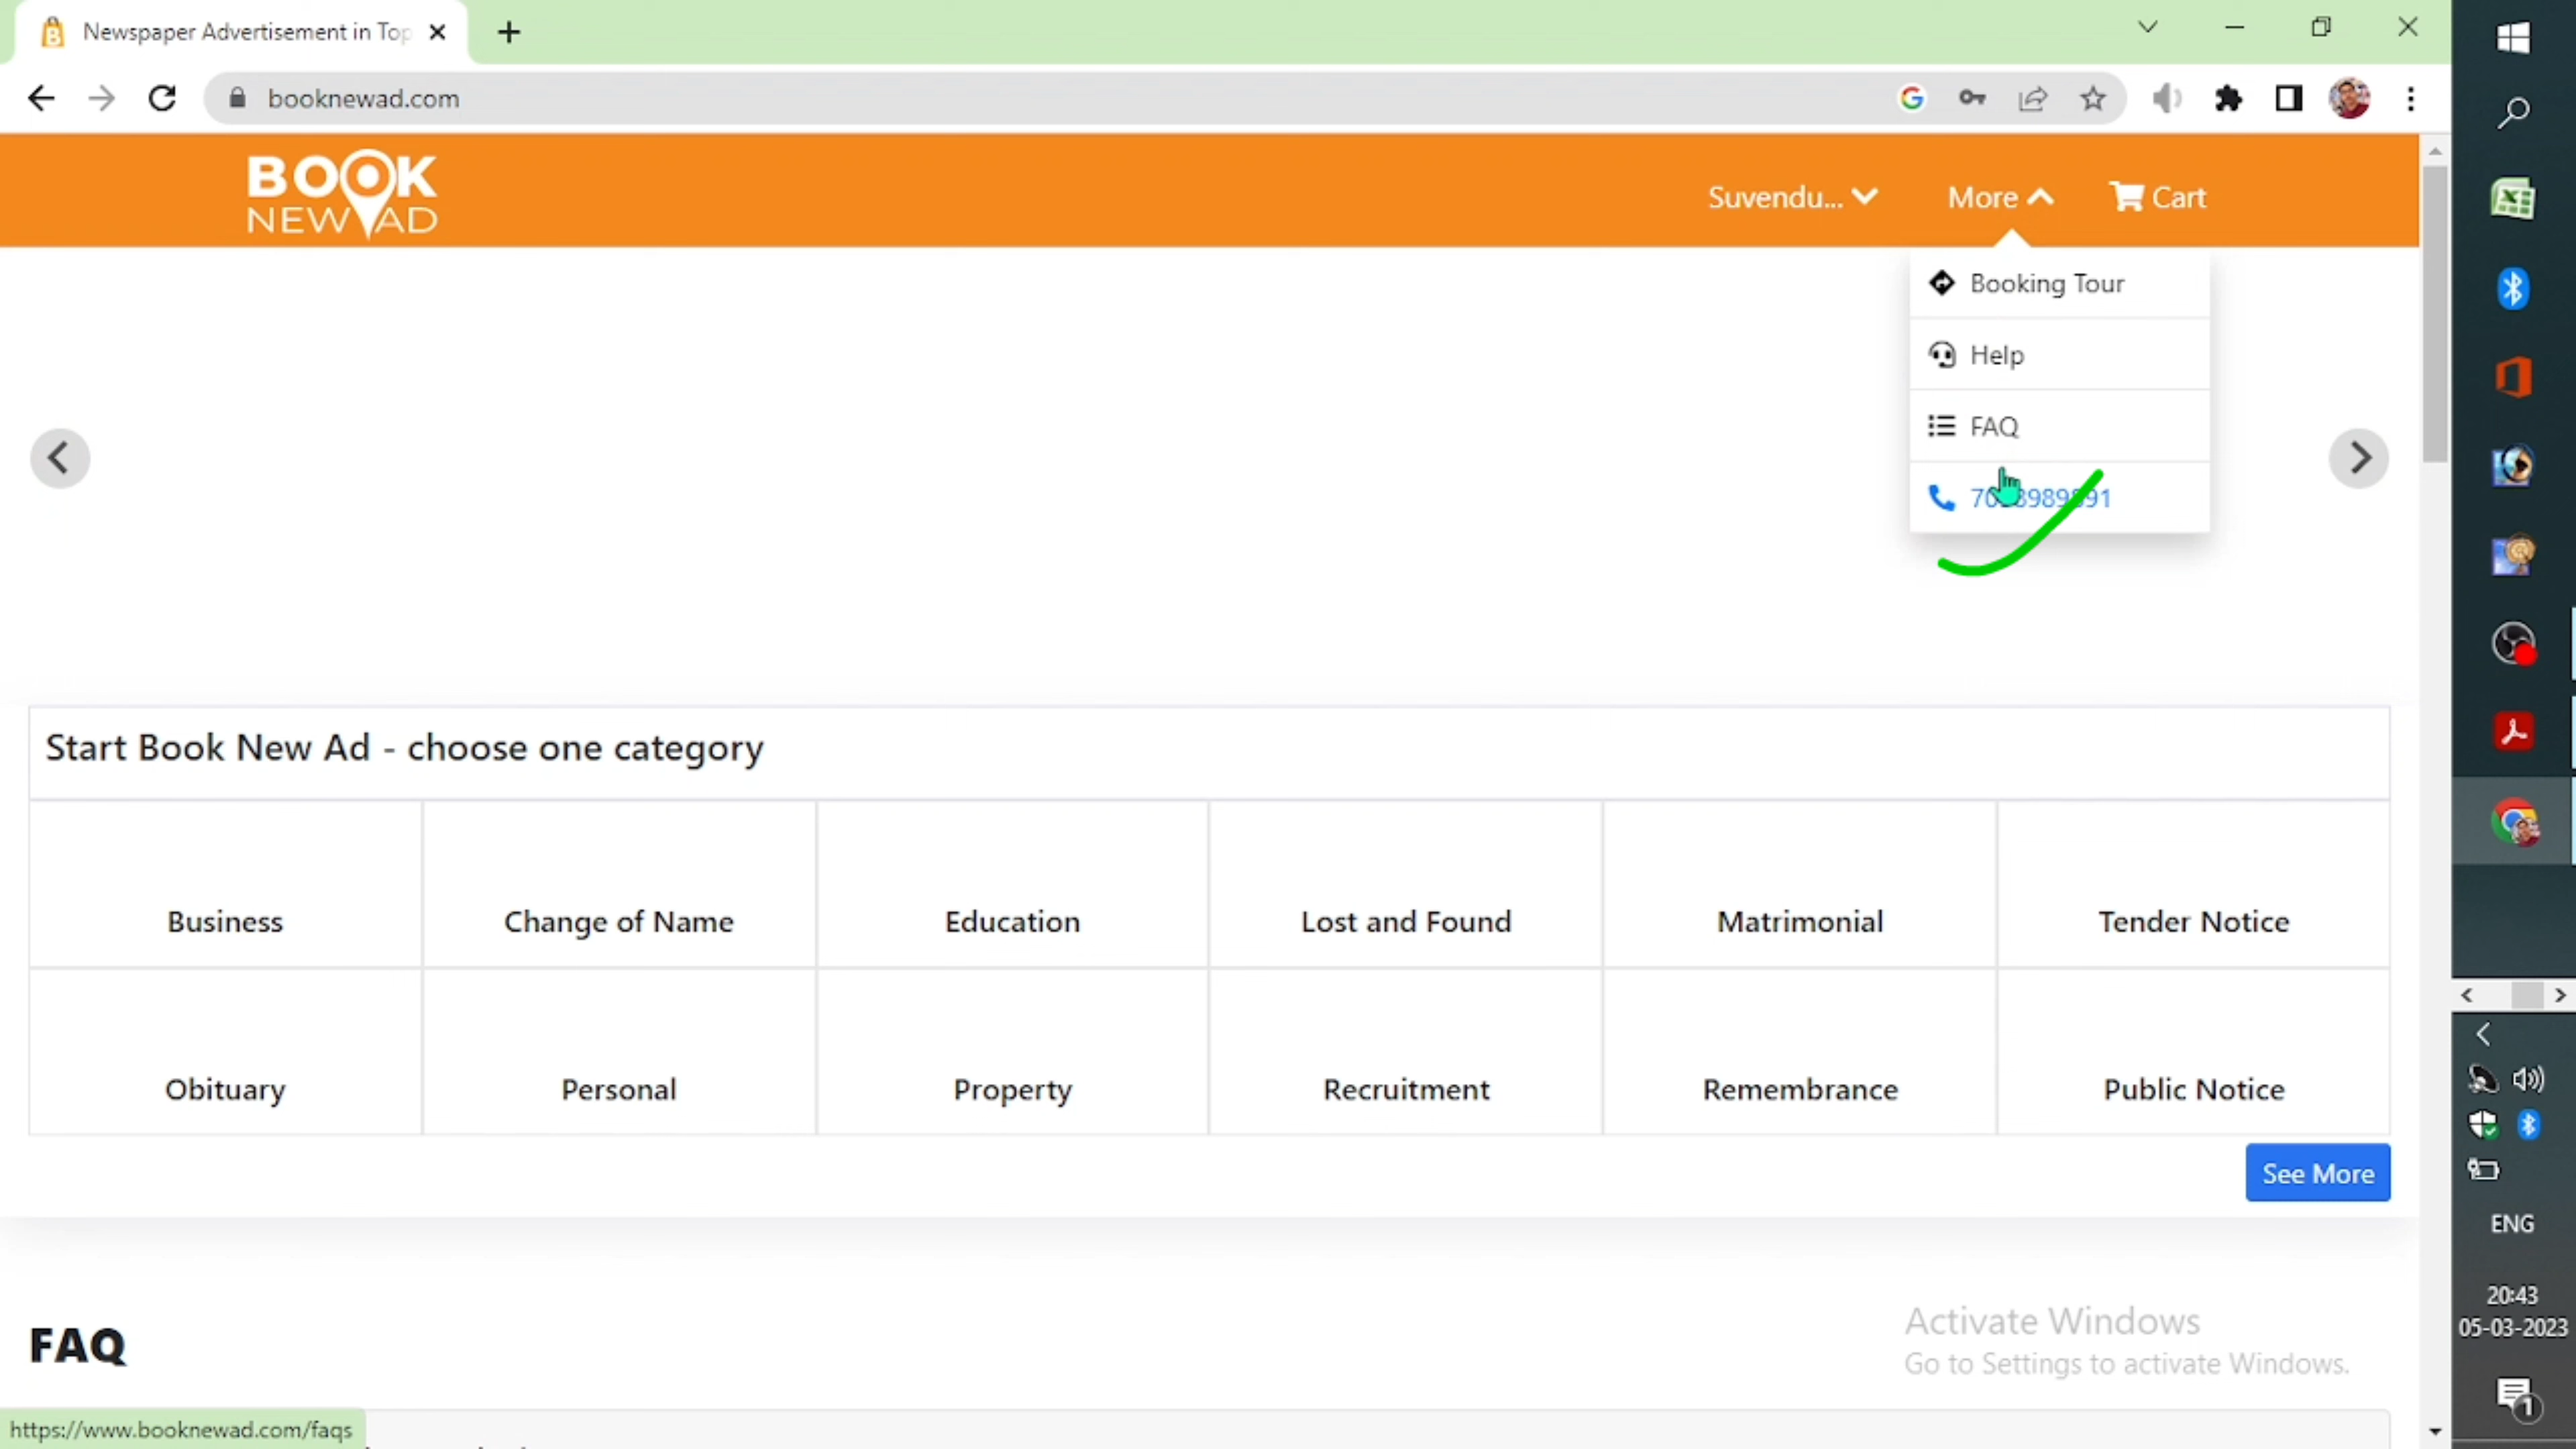 Newspaper Advertisement in Top
booknewad.com
BOOK
NEW AD
Suvendu...
More
Cart
Booking Tour
Help
FAQ
Start Book New Ad - choose one category
Business
Change of Name
Education
Lost and Found
Matrimonial
Tender Notice
Obituary
Personal
Property
Recruitment
Remembrance
Public Notice
See More
FAQ
Activate Windows
Go to Settings to activate Windows.
https://www.booknewad.com/faqs
ENG
20:43
05-03-2023
1